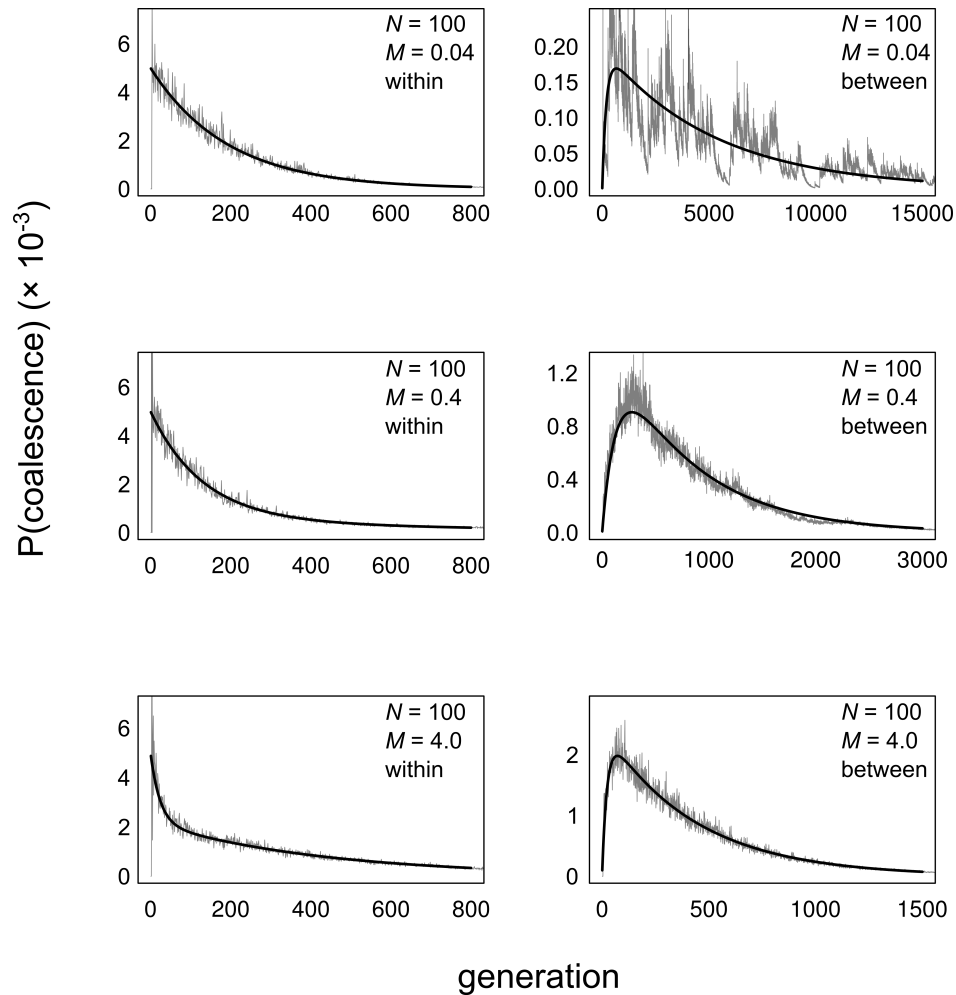 P(coalescence) (× 10⁻³)
6
4
2
0
N = 100
M = 0.04
within
0 200 400 600 800
0.20
0.15
0.10
0.05
0.00
N = 100
M = 0.04
between
0 5000 10000 15000
6
4
2
0
N = 100
M = 0.4
within
0 200 400 600 800
1.2
0.8
0.4
0.0
N = 100
M = 0.4
between
0 1000 2000 3000
6
4
2
0
N = 100
M = 4.0
within
0 200 400 600 800
2
1
0
N = 100
M = 4.0
between
0 500 1000 1500
generation